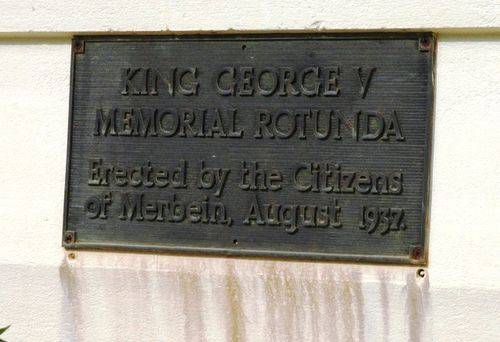 KING GEORGE V
MEMORIAL ROTUNDA
Erected by the Citizens
of Merbein, August 1937.